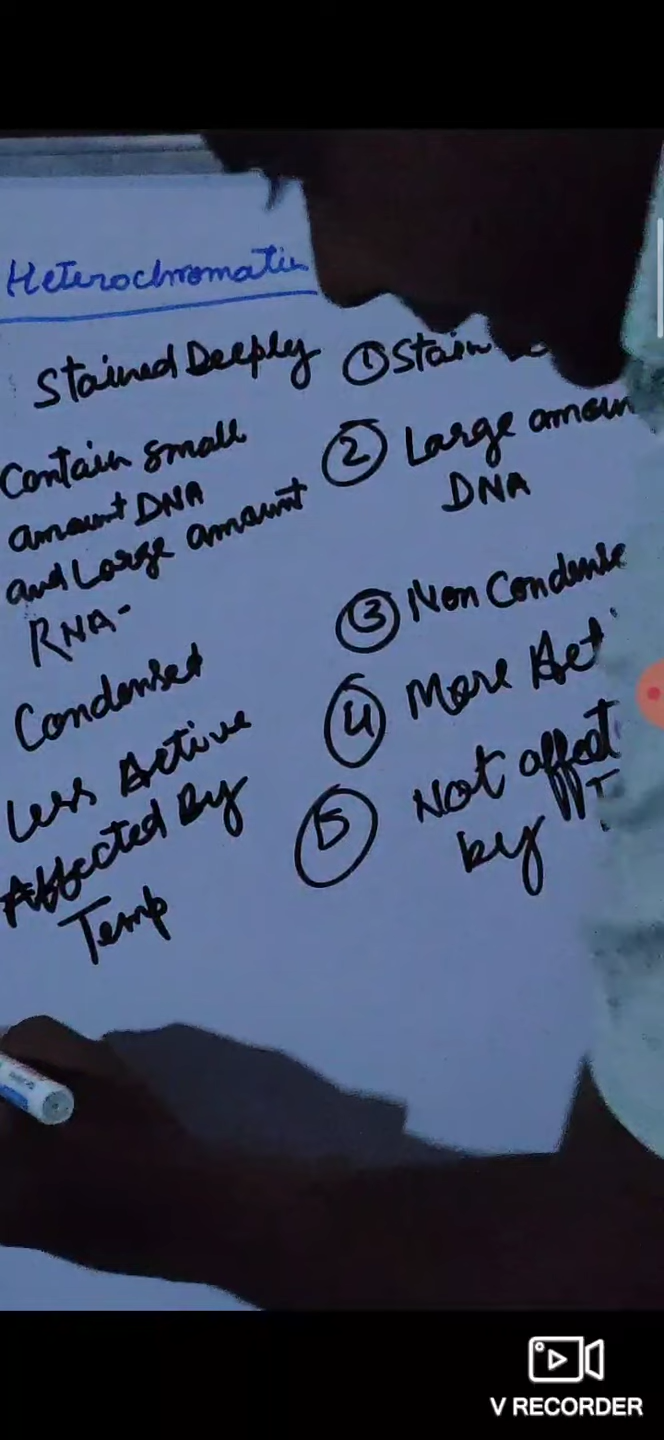 Heterochromatin
Stained Deeply
Contain small
amount DNA
and Large amount
RNA-
Condensed
Less Active
Affected By
Temp
① Stain
② Large amoun
DNA
③ Non Condense
④ More Act
⑤ Not affect
by
V RECORDER